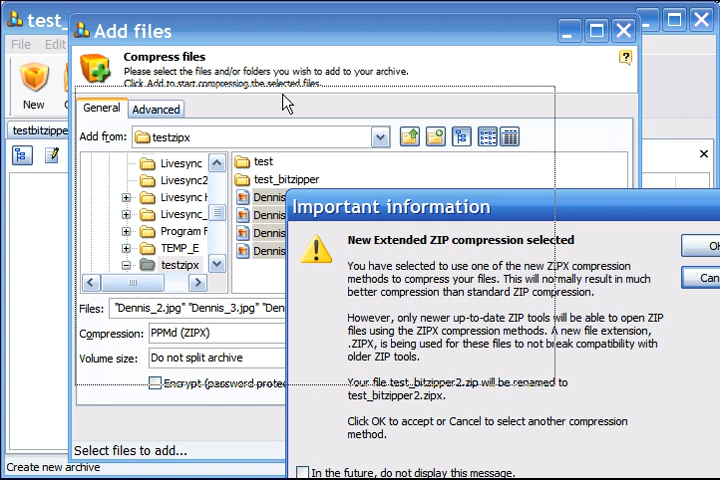 test_
Add files
File Edit
Compress files
Please select the files and/or folders you wish to add to your archive.
Click Add to start compressing the selected files.
New
General Advanced
testbitzipper
Add from: testzipx
Livesync
Livesync2
Livesync
Livesync_
Program F
TEMP_E
testzipx
test
test_bitzipper
Dennis
Dennis
Dennis
Dennis
Files: "Dennis_2.jpg" "Dennis_3.jpg" "Den
Compression: PPMd (ZIPX)
Volume size: Do not split archive
Encrypt (password protec
Select files to add...
Create new archive
Important information
New Extended ZIP compression selected
You have selected to use one of the new ZIPX compression
methods to compress your files. This will normally result in much
better compression than standard ZIP compression.
However, only newer up-to-date ZIP tools will be able to open ZIP
files using the ZIPX compression methods. A new file extension,
.ZIPX, is being used for these files to not break compatibility with
older ZIP tools.
Your file test_bitzipper2.zip will be renamed to
test_bitzipper2.zipx.
Click OK to accept or Cancel to select another compression
method.
In the future, do not display this message.
OK
Can